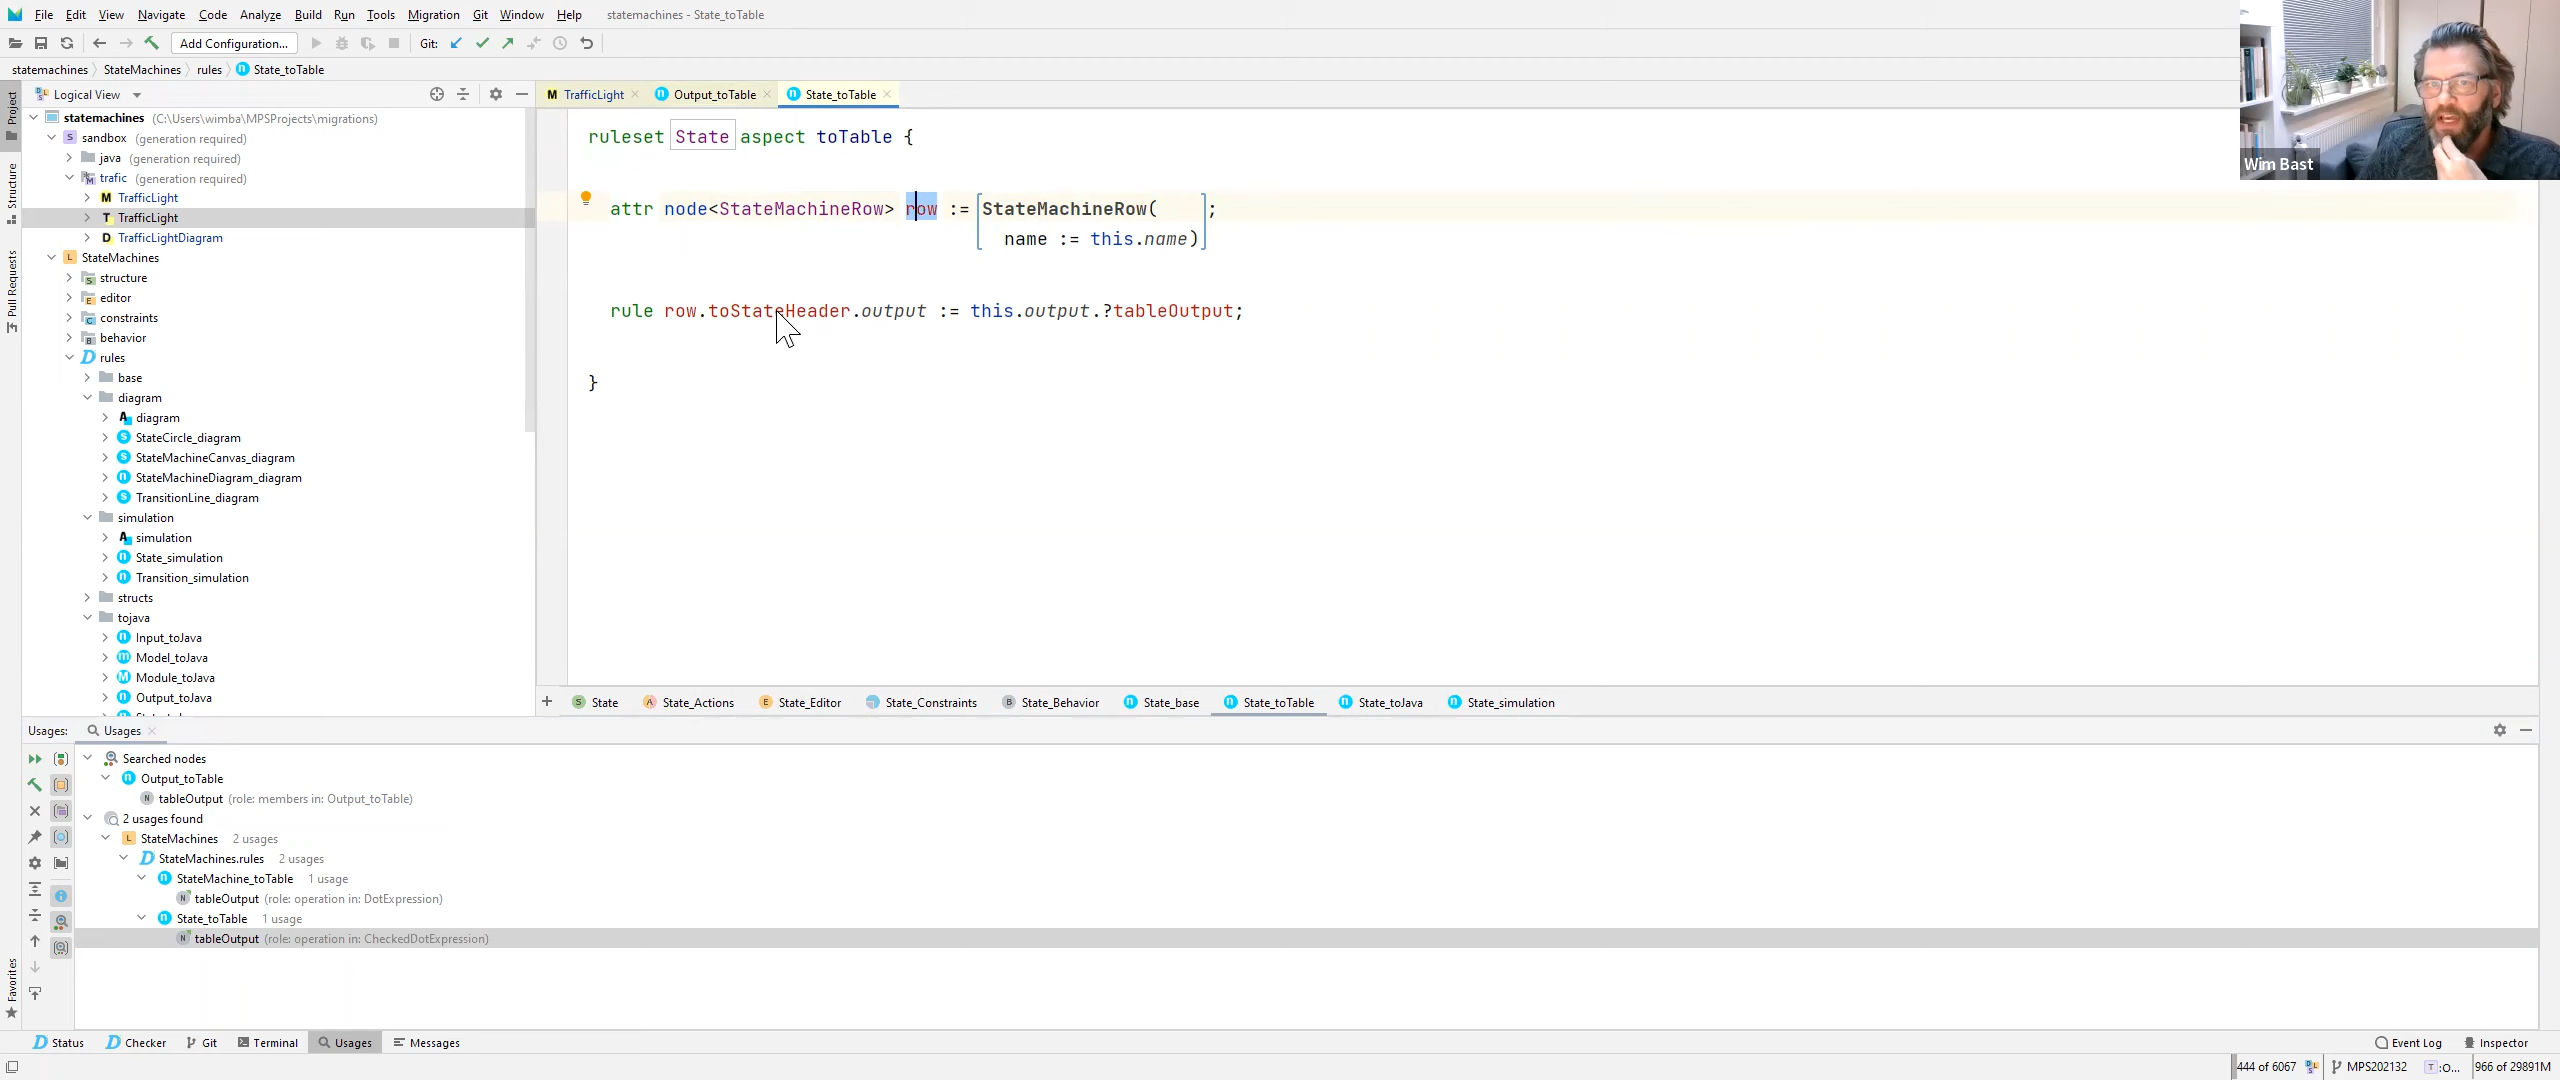 File Edit View Navigate Code Analyze Build Run Tools Migration Git Window Help statemachines - State_toTable
Add Configuration... Git:
statemachines StateMachines rules State_toTable
Wim Bast
Project
Structure
Pull Requests
Favorites
Logical View
statemachines (C:\Users\wimba\MPSProjects\migrations)
sandbox (generation required)
java (generation required)
trafic (generation required)
M TrafficLight
T TrafficLight
D TrafficLightDiagram
L StateMachines
structure
editor
constraints
behavior
rules
base
diagram
diagram
StateCircle_diagram
StateMachineCanvas_diagram
StateMachineDiagram_diagram
TransitionLine_diagram
simulation
simulation
State_simulation
Transition_simulation
structs
tojava
Input_toJava
Model_toJava
Module_toJava
Output_toJava
TrafficLight Output_toTable State_toTable
ruleset State aspect toTable {
attr node<StateMachineRow> row := StateMachineRow( ;
name := this.name)
rule row.toStateHeader.output := this.output.?tableOutput;
}
State State_Actions State_Editor State_Constraints State_Behavior State_base State_toTable State_toJava State_simulation
Usages: Usages
Searched nodes
Output_toTable
tableOutput (role: members in: Output_toTable)
2 usages found
StateMachines 2 usages
StateMachines.rules 2 usages
StateMachine_toTable 1 usage
tableOutput (role: operation in: DotExpression)
State_toTable 1 usage
tableOutput (role: operation in: CheckedDotExpression)
Status Checker Git Terminal Usages Messages Event Log Inspector
444 of 6067 MPS202132 T:O... 966 of 29891M